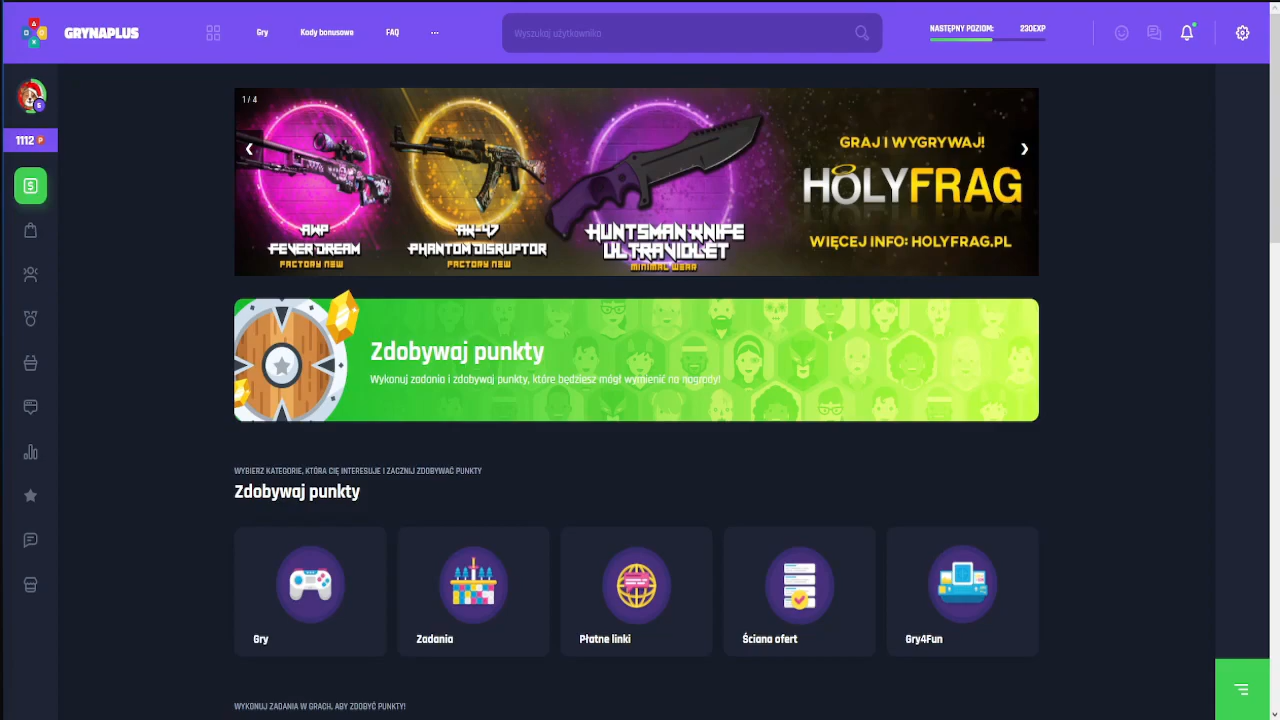 GRYNAPLUS
Gry
Kody bonusowe
FAQ
...
Wyszukaj użytkownika
NASTĘPNY POZIOM:
230EXP
6
1112 P
1 / 4
AWP
FEVER DREAM
FACTORY NEW
AK-47
PHANTOM DISRUPTOR
FACTORY NEW
HUNTSMAN KNIFE
ULTRAVIOLET
MINIMAL WEAR
GRAJ I WYGRYWAJ!
HOLYFRAG
WIĘCEJ INFO: HOLYFRAG.PL
Zdobywaj punkty
Wykonuj zadania i zdobywaj punkty, które będziesz mógł wymienić na nagrody!
WYBIERZ KATEGORIE, KTÓRA CIĘ INTERESUJE I ZACZNIJ ZDOBYWAĆ PUNKTY
Zdobywaj punkty
Gry
Zadania
Płatne linki
Ściana ofert
Gry4Fun
WYKONUJ ZADANIA W GRACH, ABY ZDOBYĆ PUNKTY!